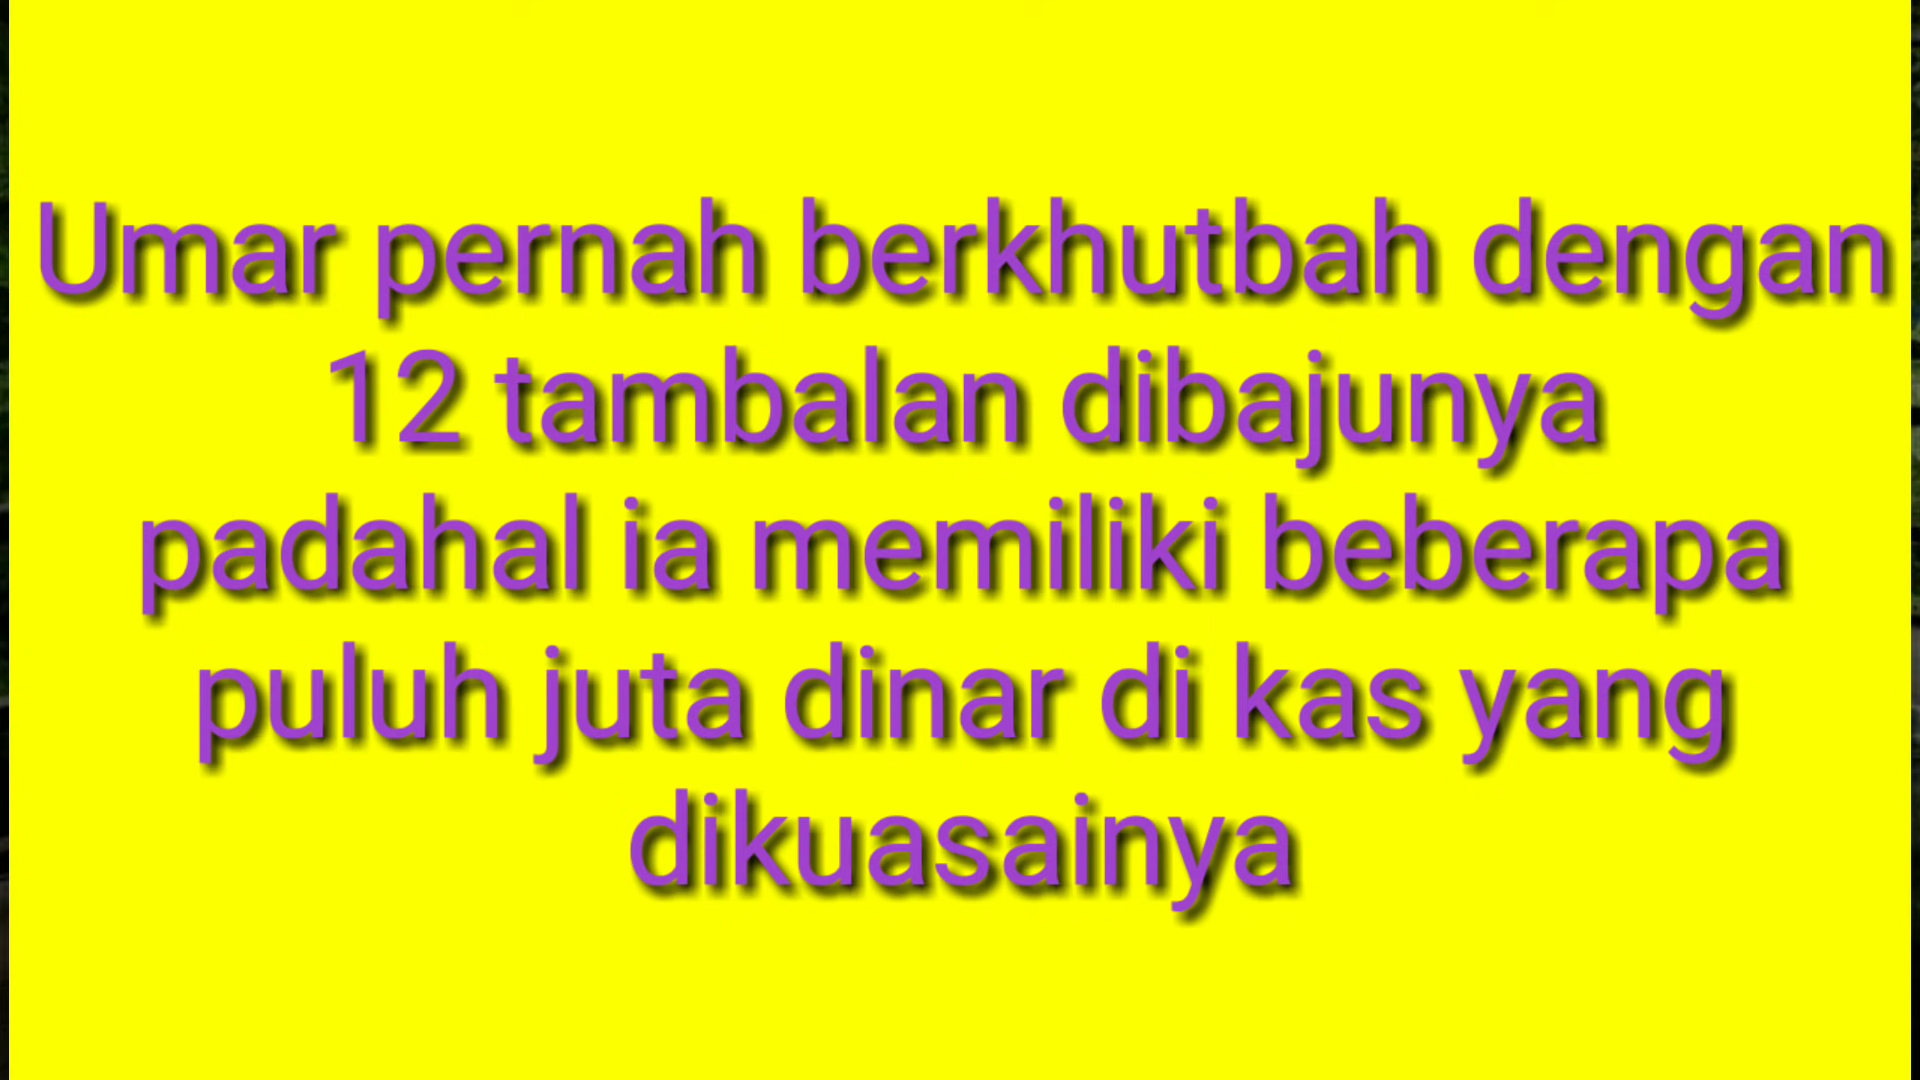 Umar pernah berkhutbah dengan
12 tambalan dibajunya
padahal ia memiliki beberapa
puluh juta dinar di kas yang
dikuasainya